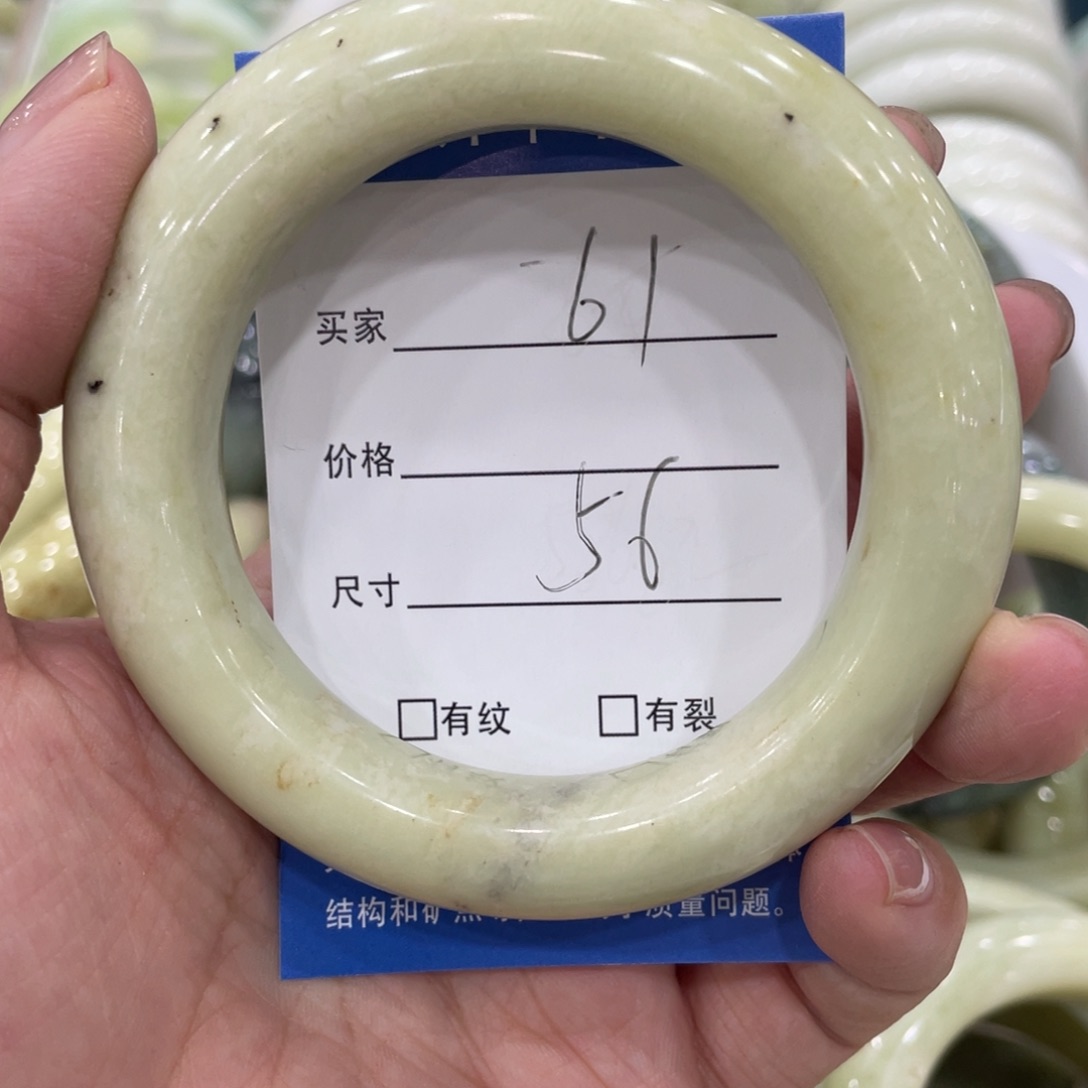 买家 61
价格
尺寸 56
□有纹 □有裂
结构和矿 质量问题。